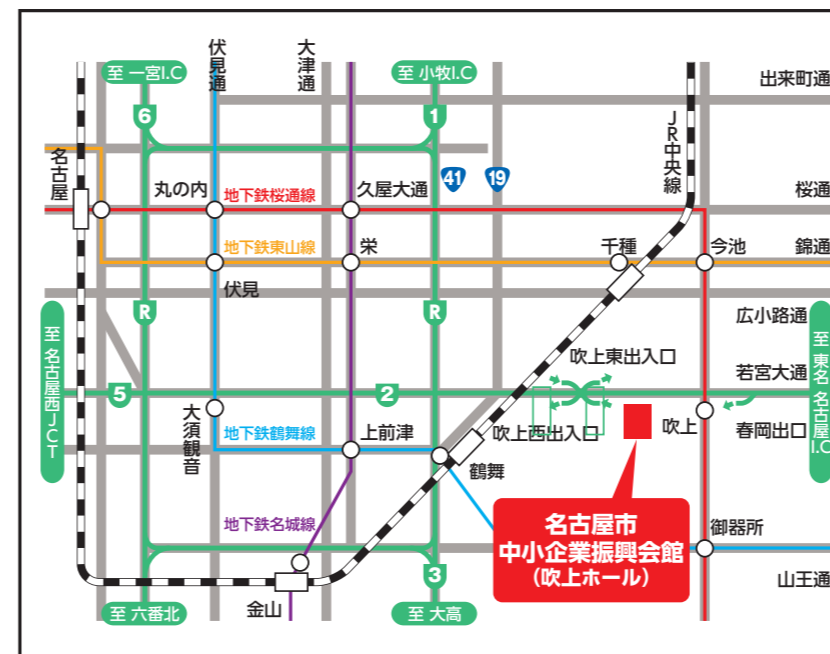 至 一宮I.C
伏見通
大津通
至 小牧I.C
出来町通
6
1
JR中央線
名古屋
丸の内
地下鉄桜通線
久屋大通
41
19
桜通
地下鉄東山線
栄
千種
今池
錦通
伏見
R
R
広小路通
至 名古屋西JCT
吹上東出入口
至 東名 名古屋I.C
若宮大通
5
2
大須観音
地下鉄鶴舞線
上前津
吹上西出入口
吹上
春岡出口
鶴舞
地下鉄名城線
名古屋市
中小企業振興会館
(吹上ホール)
御器所
3
山王通
至 六番北
金山
至 大高